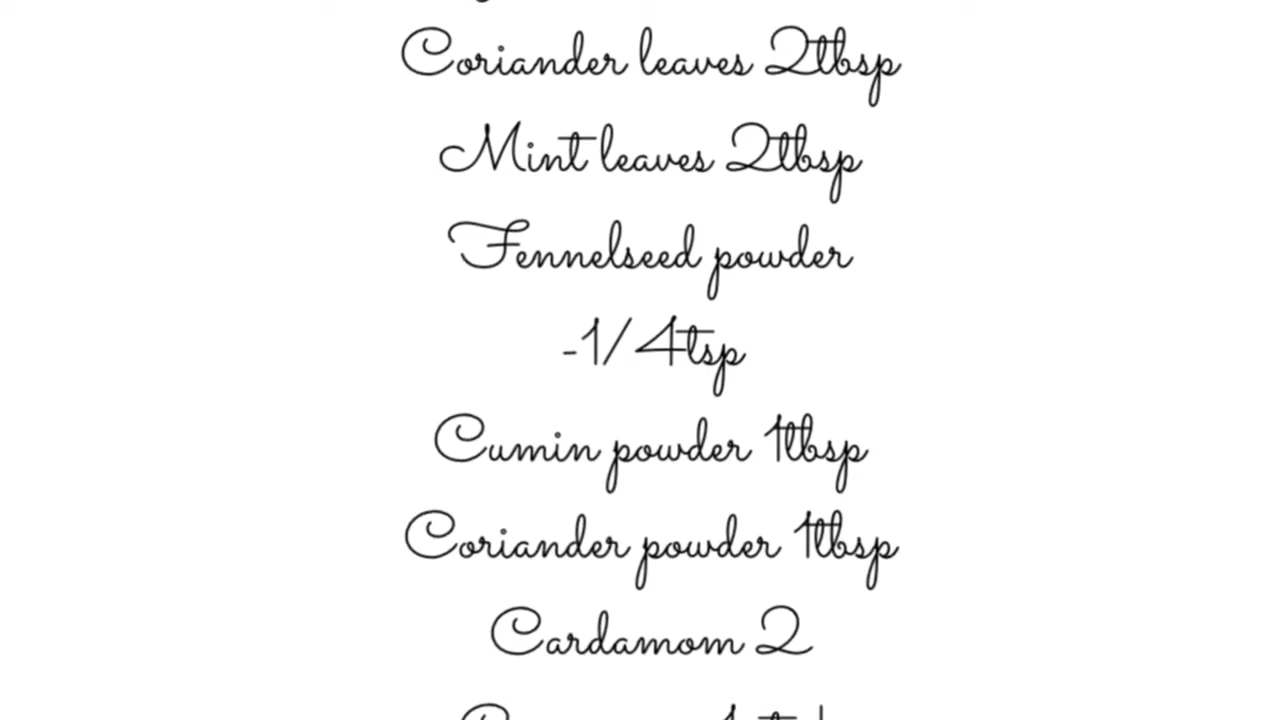 Coriander leaves 2tbsp
Mint leaves 2tbsp
Fennelseed powder
-1/4tsp
Cumin powder 1tbsp
Coriander powder 1tbsp
Cardamom 2